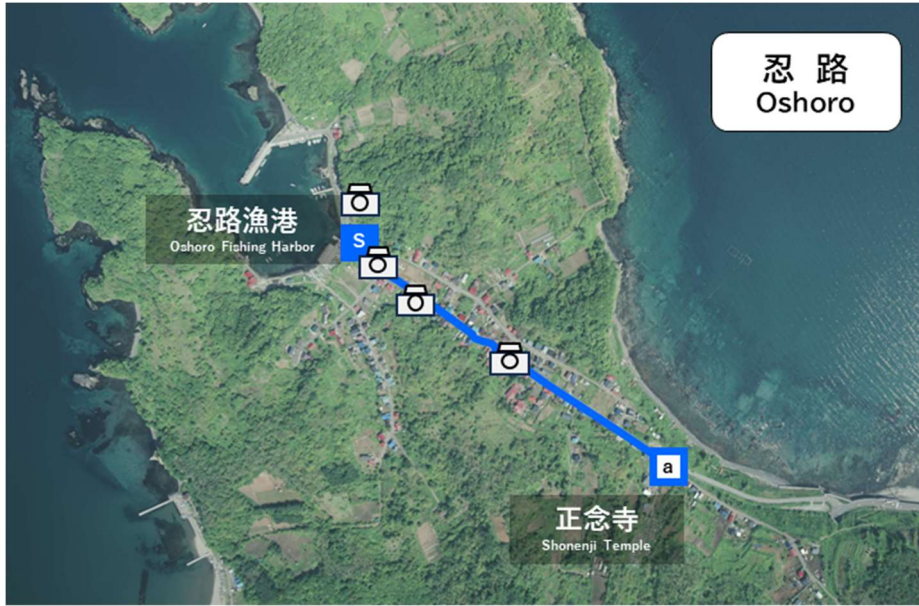 忍路
Oshoro
忍路漁港
Oshoro Fishing Harbor
S
a
正念寺
Shonenji Temple